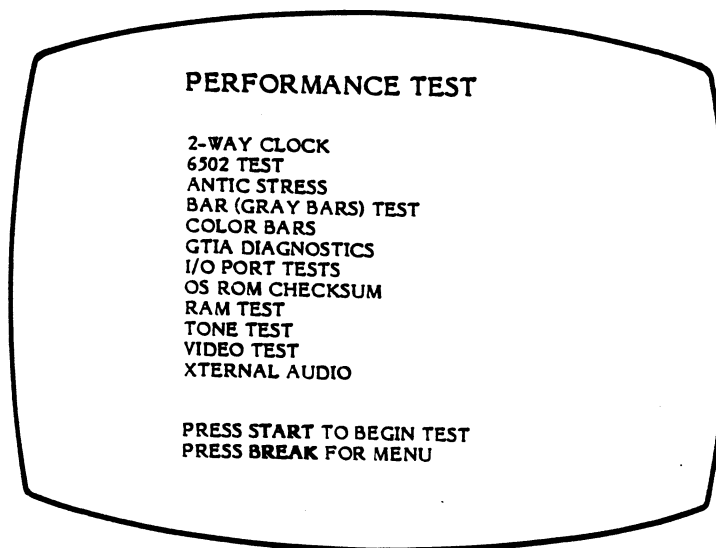 PERFORMANCE TEST
2-WAY CLOCK
6502 TEST
ANTIC STRESS
BAR (GRAY BARS) TEST
COLOR BARS
GTIA DIAGNOSTICS
I/O PORT TESTS
OS ROM CHECKSUM
RAM TEST
TONE TEST
VIDEO TEST
XTERNAL AUDIO
PRESS START TO BEGIN TEST
PRESS BREAK FOR MENU